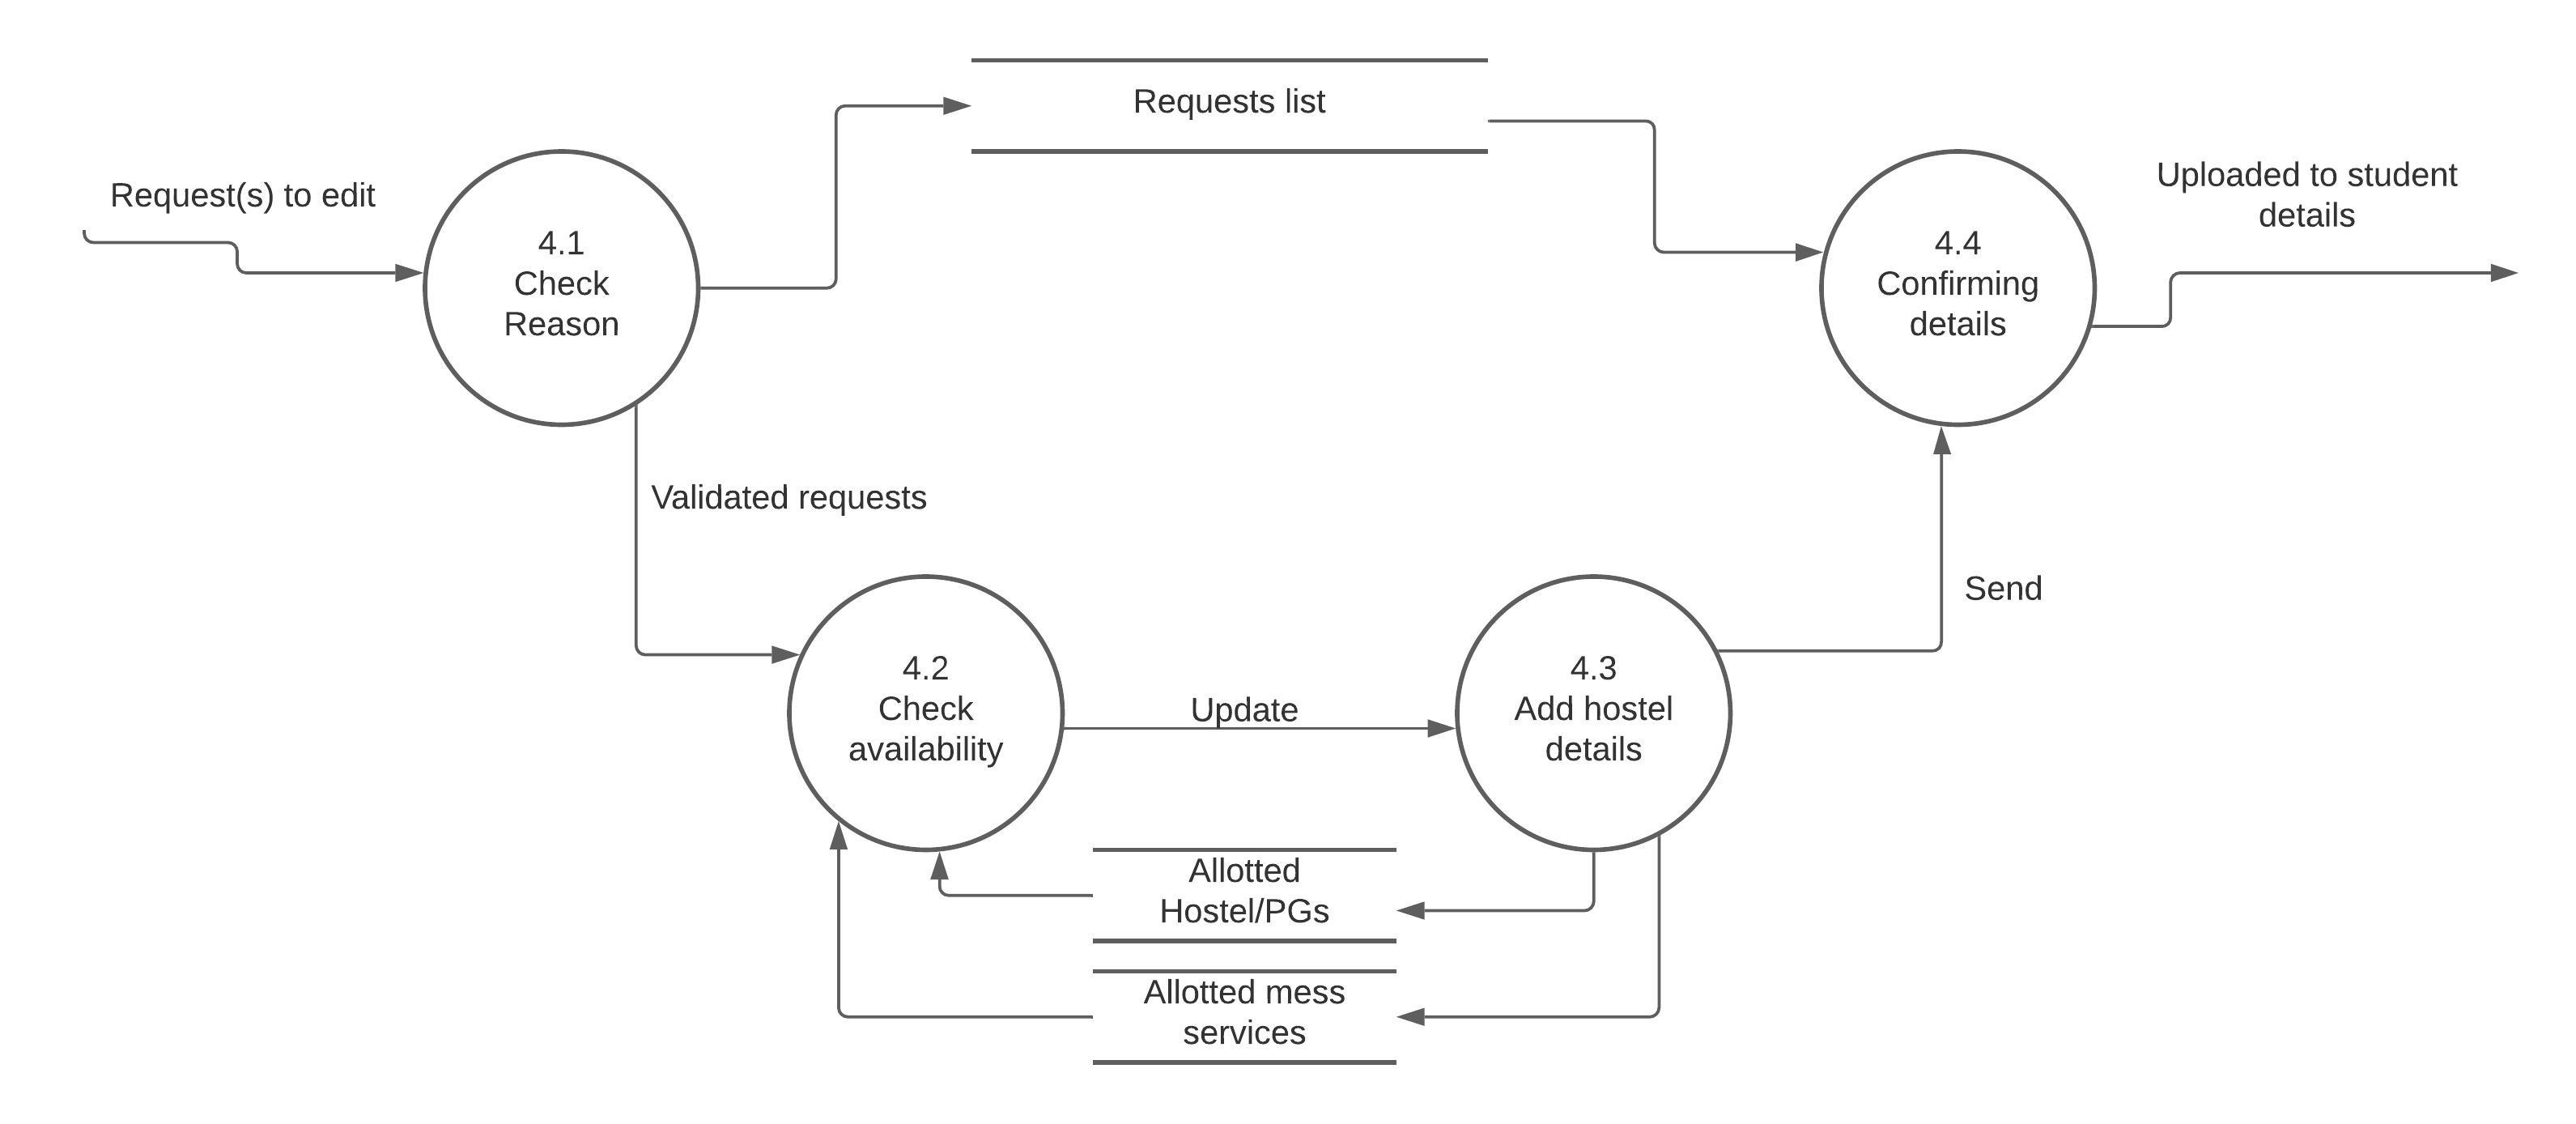 Requests list
Request(s) to edit
4.1
Check
Reason
4.4
Confirming
details
Uploaded to student
details
Validated requests
Send
4.2
Check
availability
Update
4.3
Add hostel
details
Allotted
Hostel/PGs
Allotted mess
services